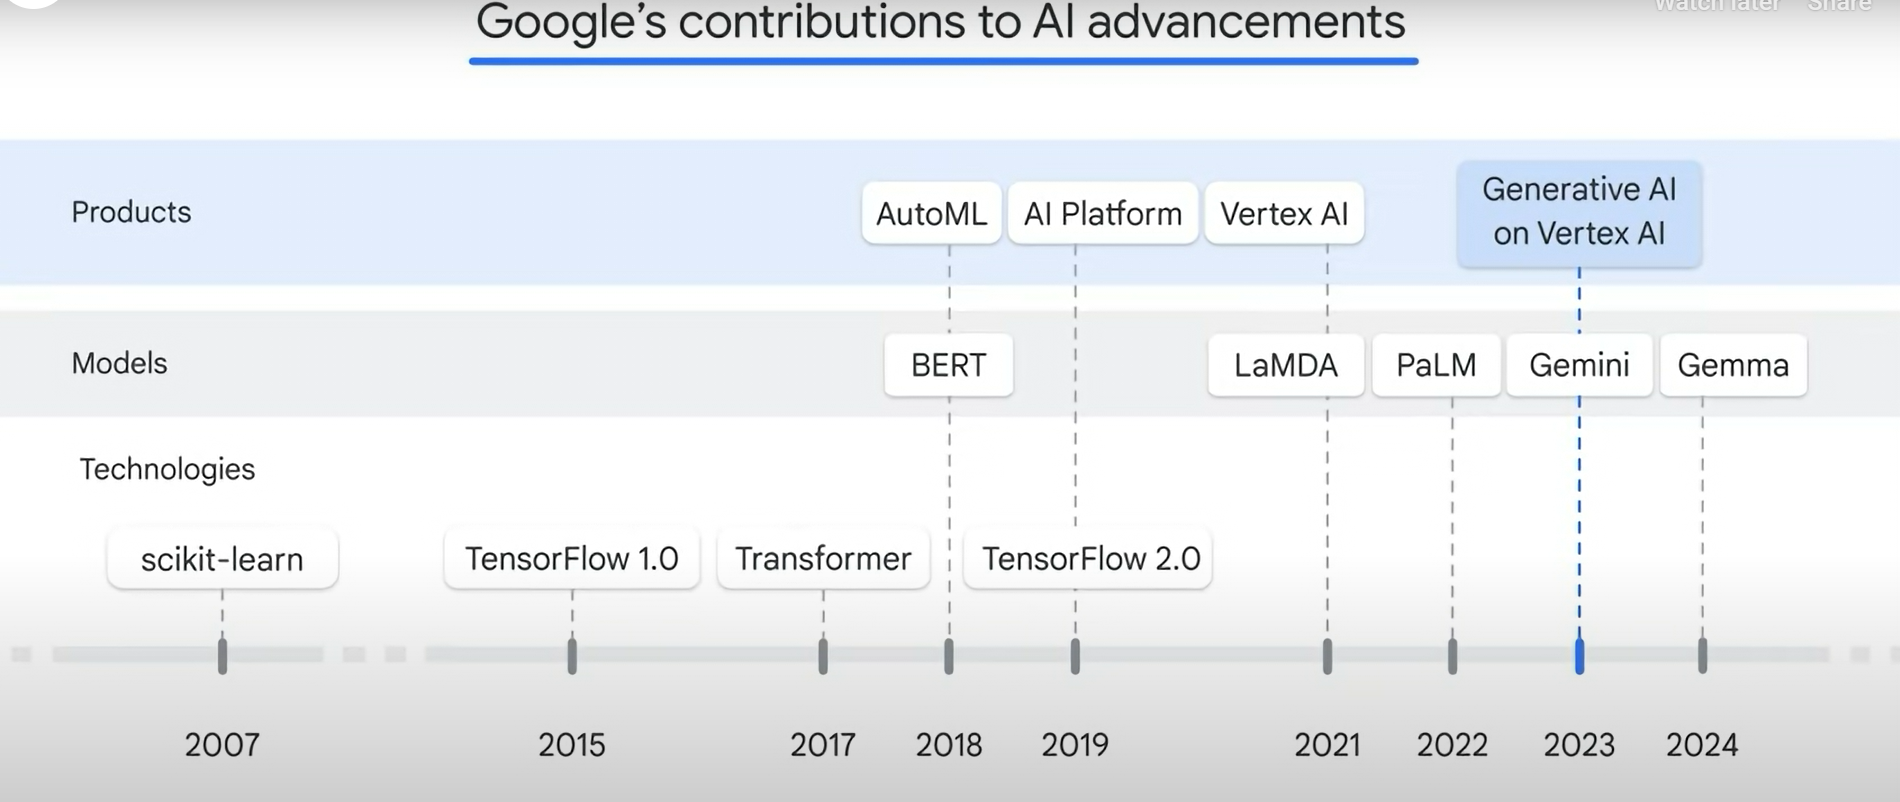 Watch later Share
Google's contributions to AI advancements
Products
AutoML
AI Platform
Vertex AI
Generative AI
on Vertex AI
Models
BERT
LaMDA
PaLM
Gemini
Gemma
Technologies
scikit-learn
TensorFlow 1.0
Transformer
TensorFlow 2.0
2007
2015
2017
2018
2019
2021
2022
2023
2024